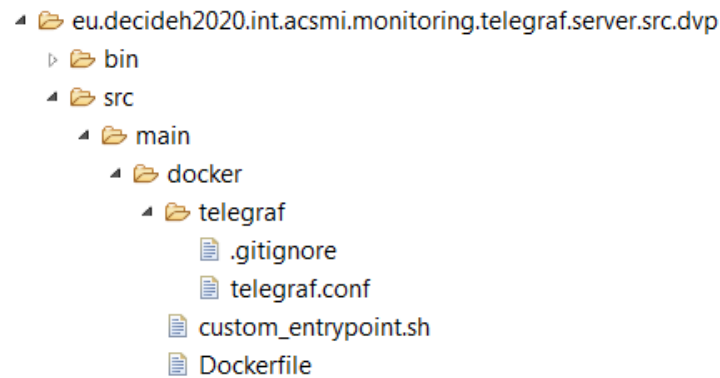 eu.decideh2020.int.acsmi.monitoring.telegraf.server.src.dvp
bin
src
main
docker
telegraf
.gitignore
telegraf.conf
custom_entrypoint.sh
Dockerfile